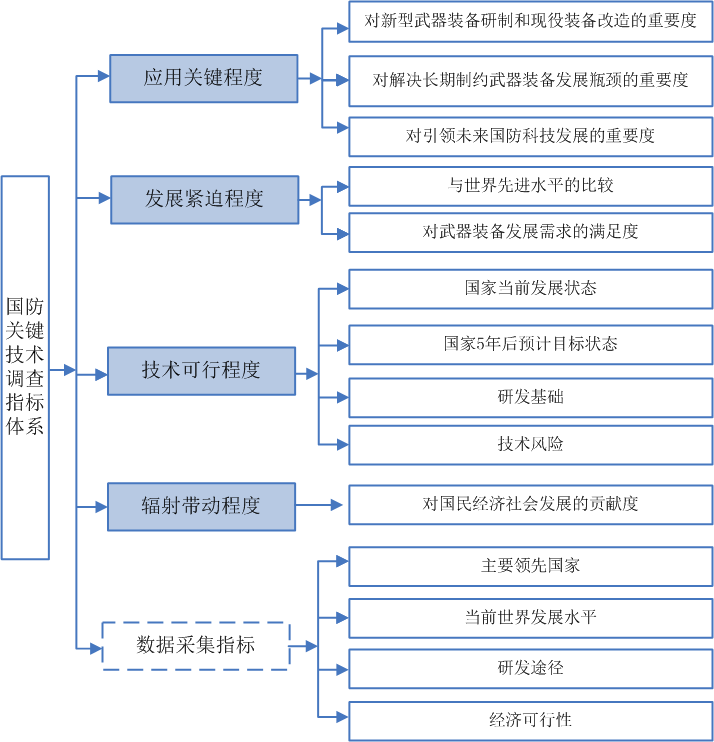 国防
关键
技术
调查
指标
体系
应用关键程度
对新型武器装备研制和现役装备改造的重要度
对解决长期制约武器装备发展瓶颈的重要度
对引领未来国防科技发展的重要度
发展紧迫程度
与世界先进水平的比较
对武器装备发展需求的满足度
技术可行程度
国家当前发展状态
国家5年后预计目标状态
研发基础
技术风险
辐射带动程度
对国民经济社会发展的贡献度
数据采集指标
主要领先国家
当前世界发展水平
研发途径
经济可行性